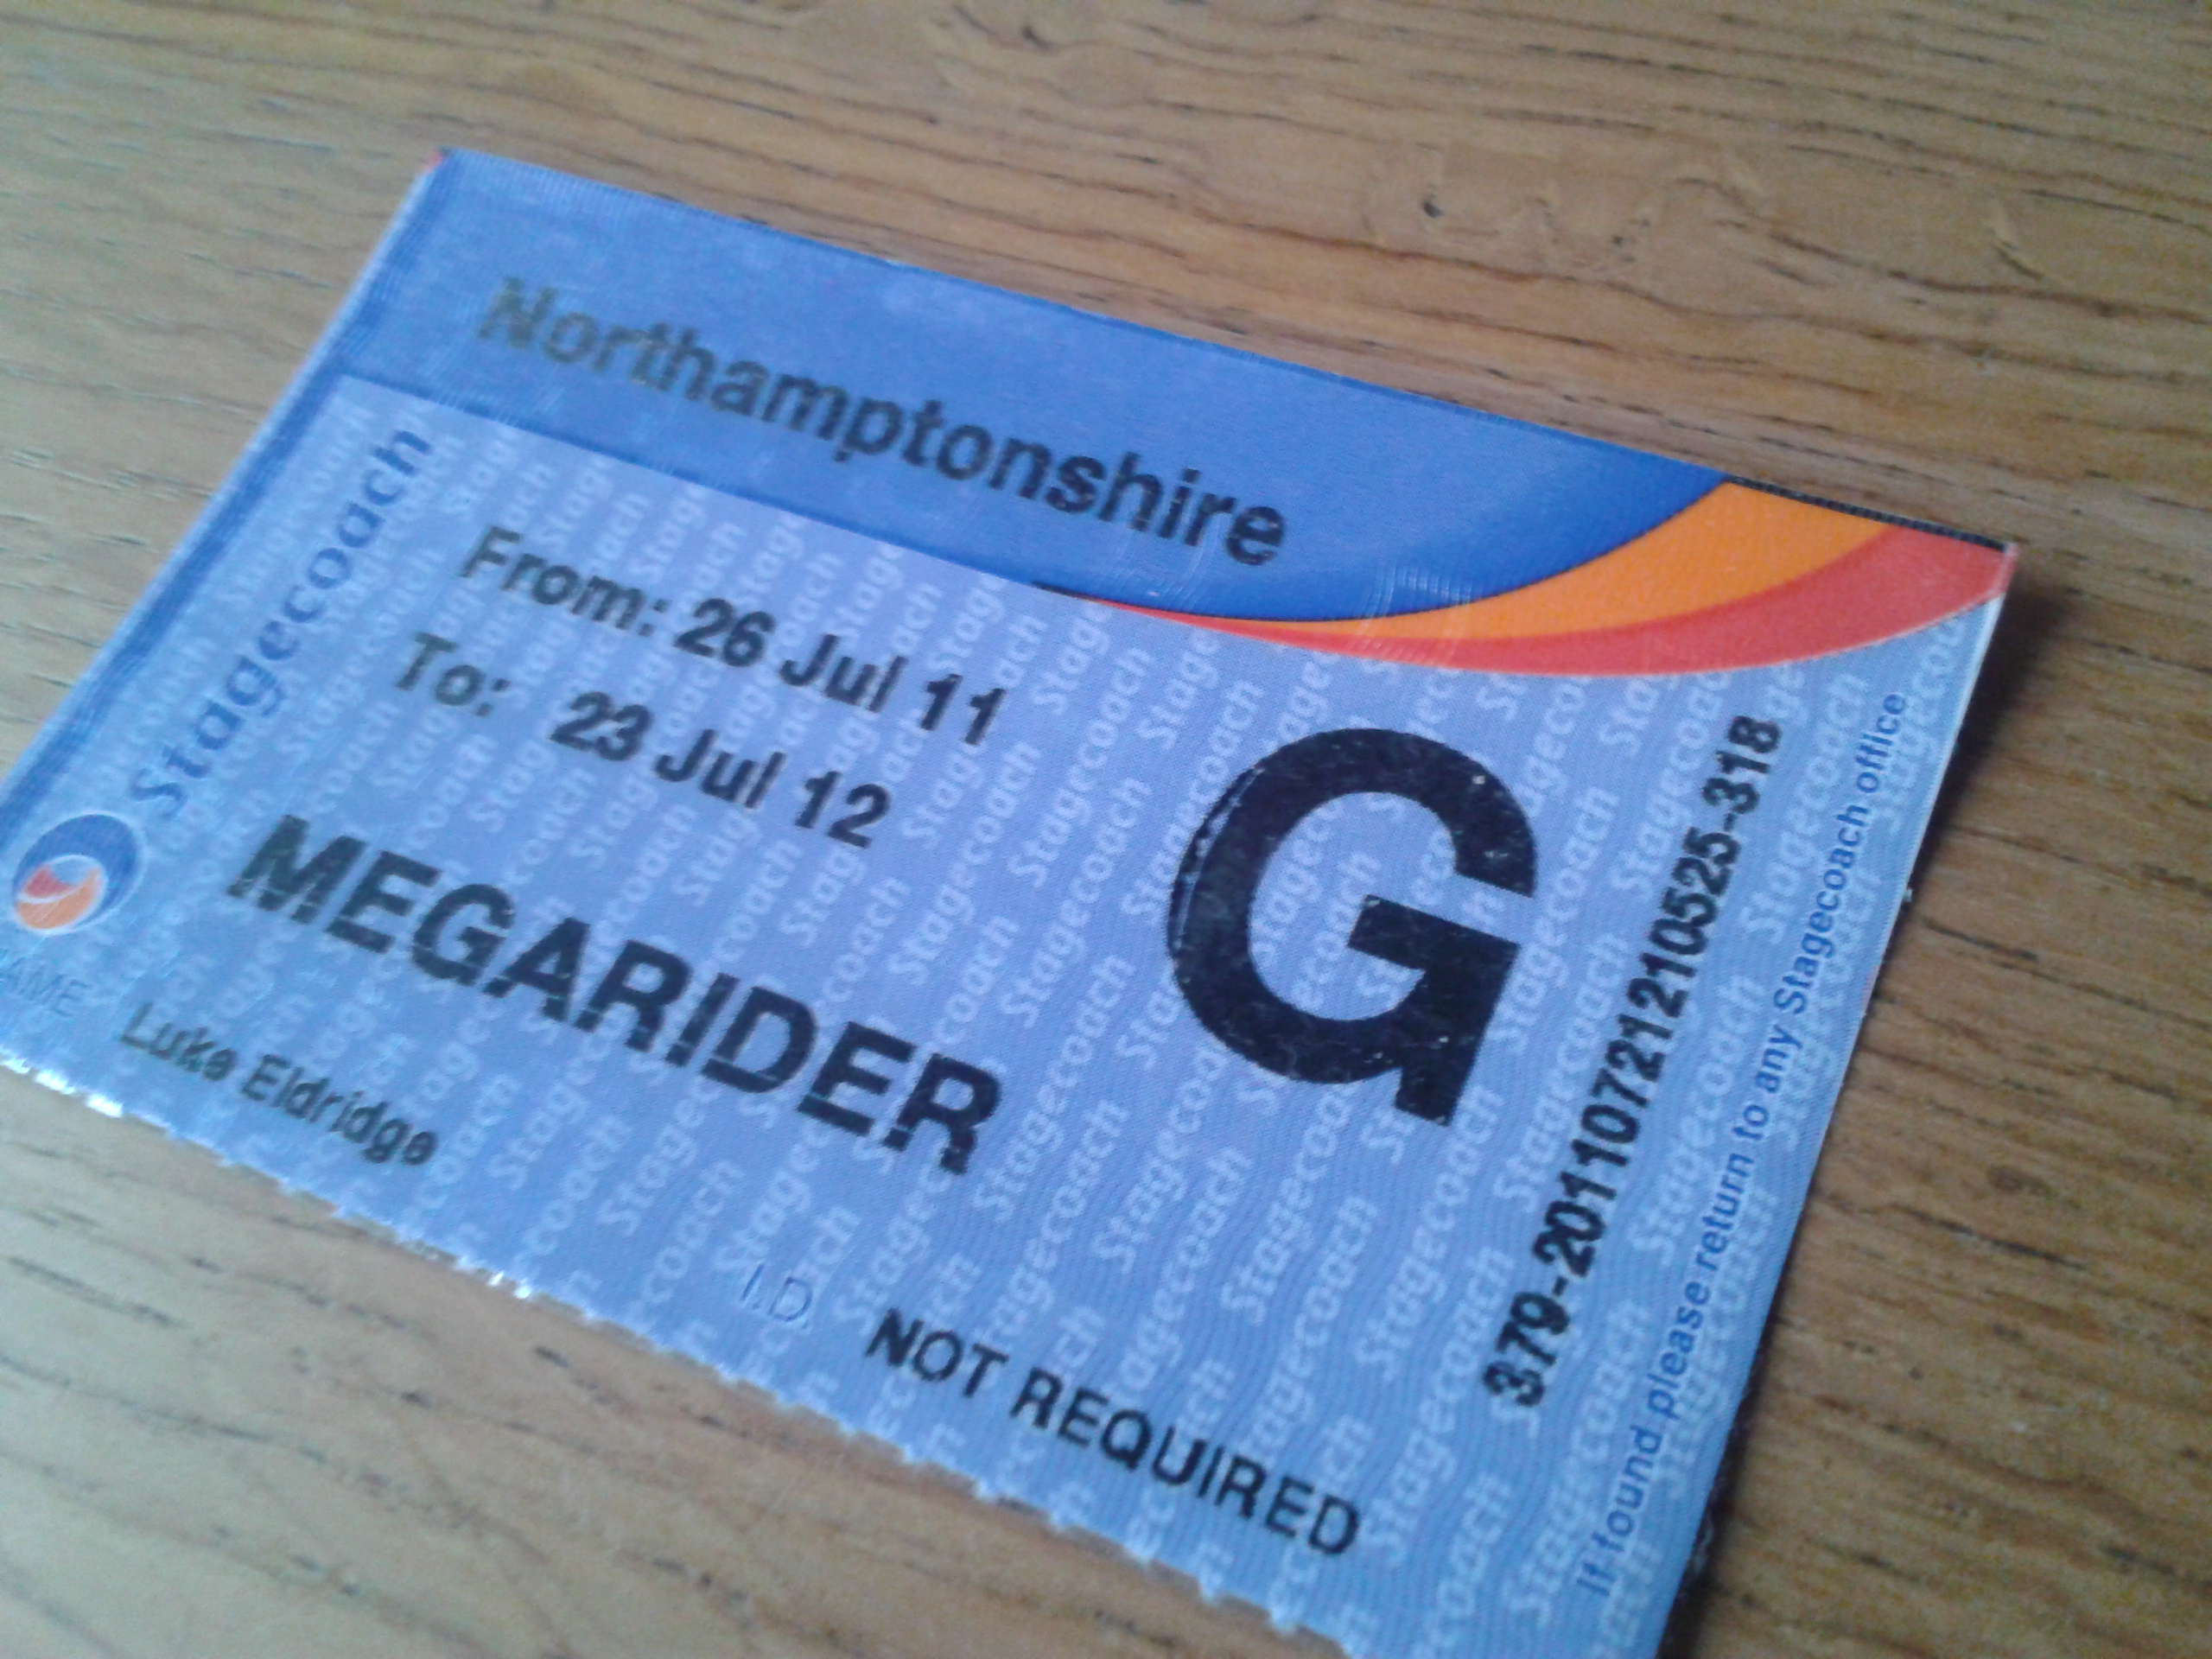 Northamptonshire
Stagecoach
From: 26 Jul 11
To: 23 Jul 12
MEGARIDER
G
AME
Luke Eldridge
I.D.
NOT REQUIRED
379-20110721210525-318
If found please return to any Stagecoach office